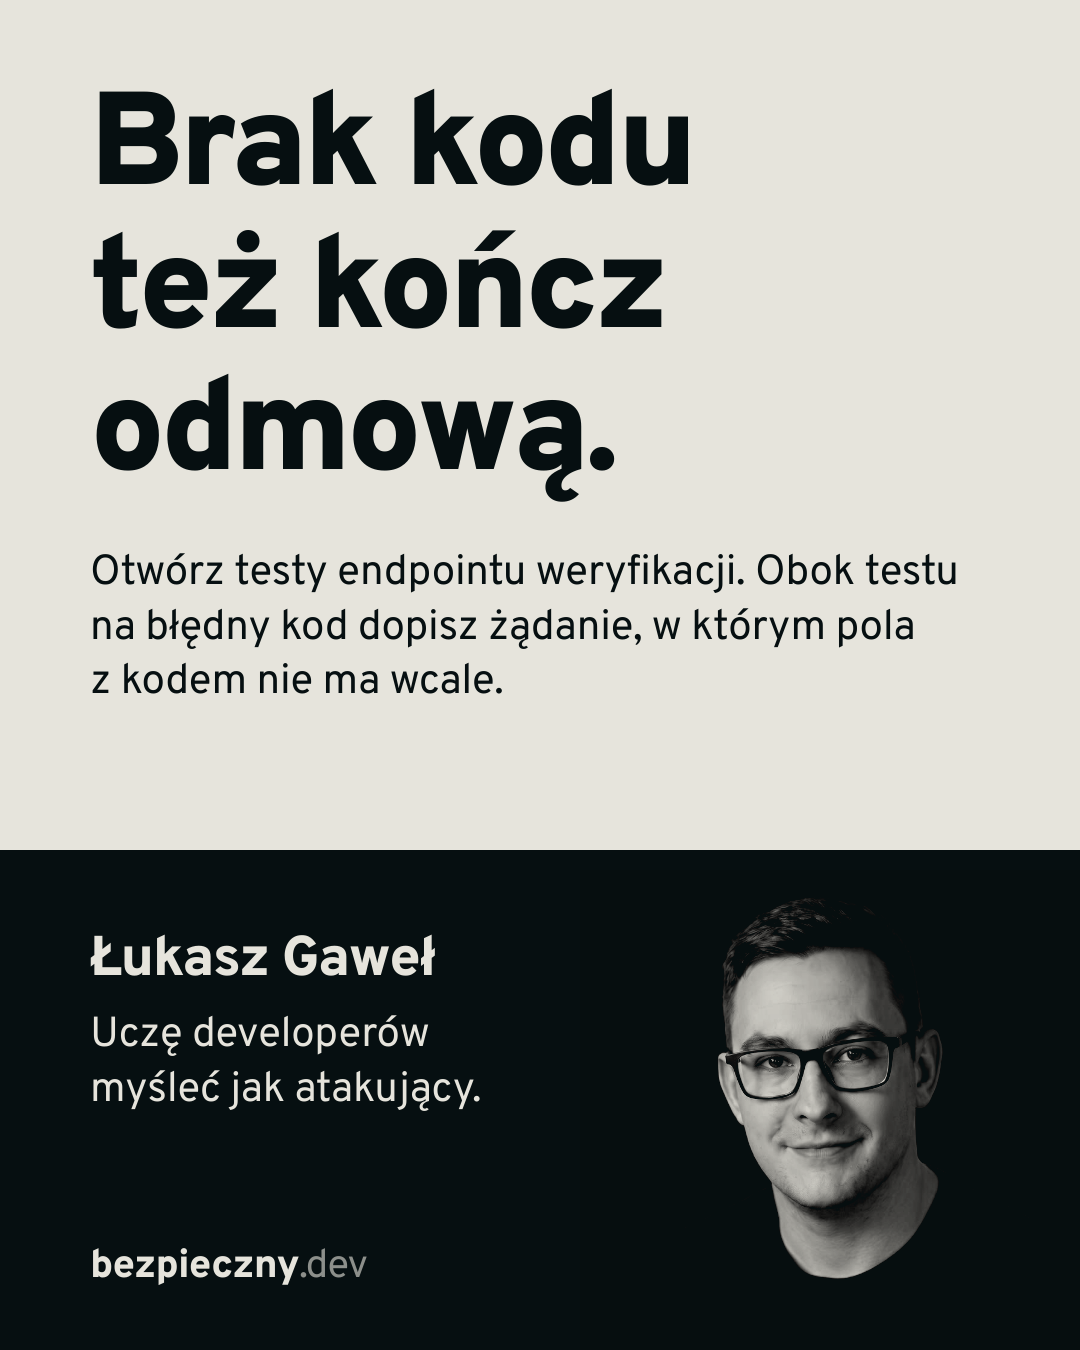 Brak kodu
też kończ
odmową.
Otwórz testy endpointu weryfikacji. Obok testu
na błędny kod dopisz żądanie, w którym pola
z kodem nie ma wcale.
Łukasz Gaweł
Uczę developerów
myśleć jak atakujący.
bezpieczny.dev